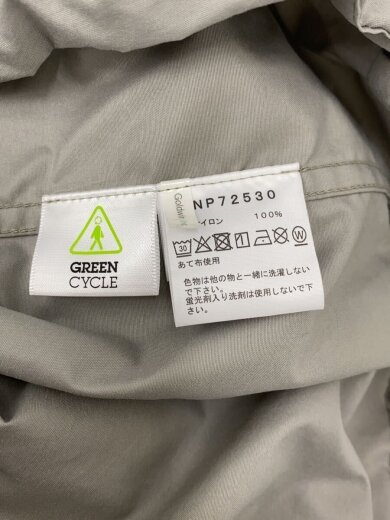 GREEN
CYCLE
Goldwin
NP72530
イロン 100%
30
W
あて布使用
色物は他の物と一緒に洗濯しない
で下さい。
蛍光剤入り洗剤は使用しないで下
さい。